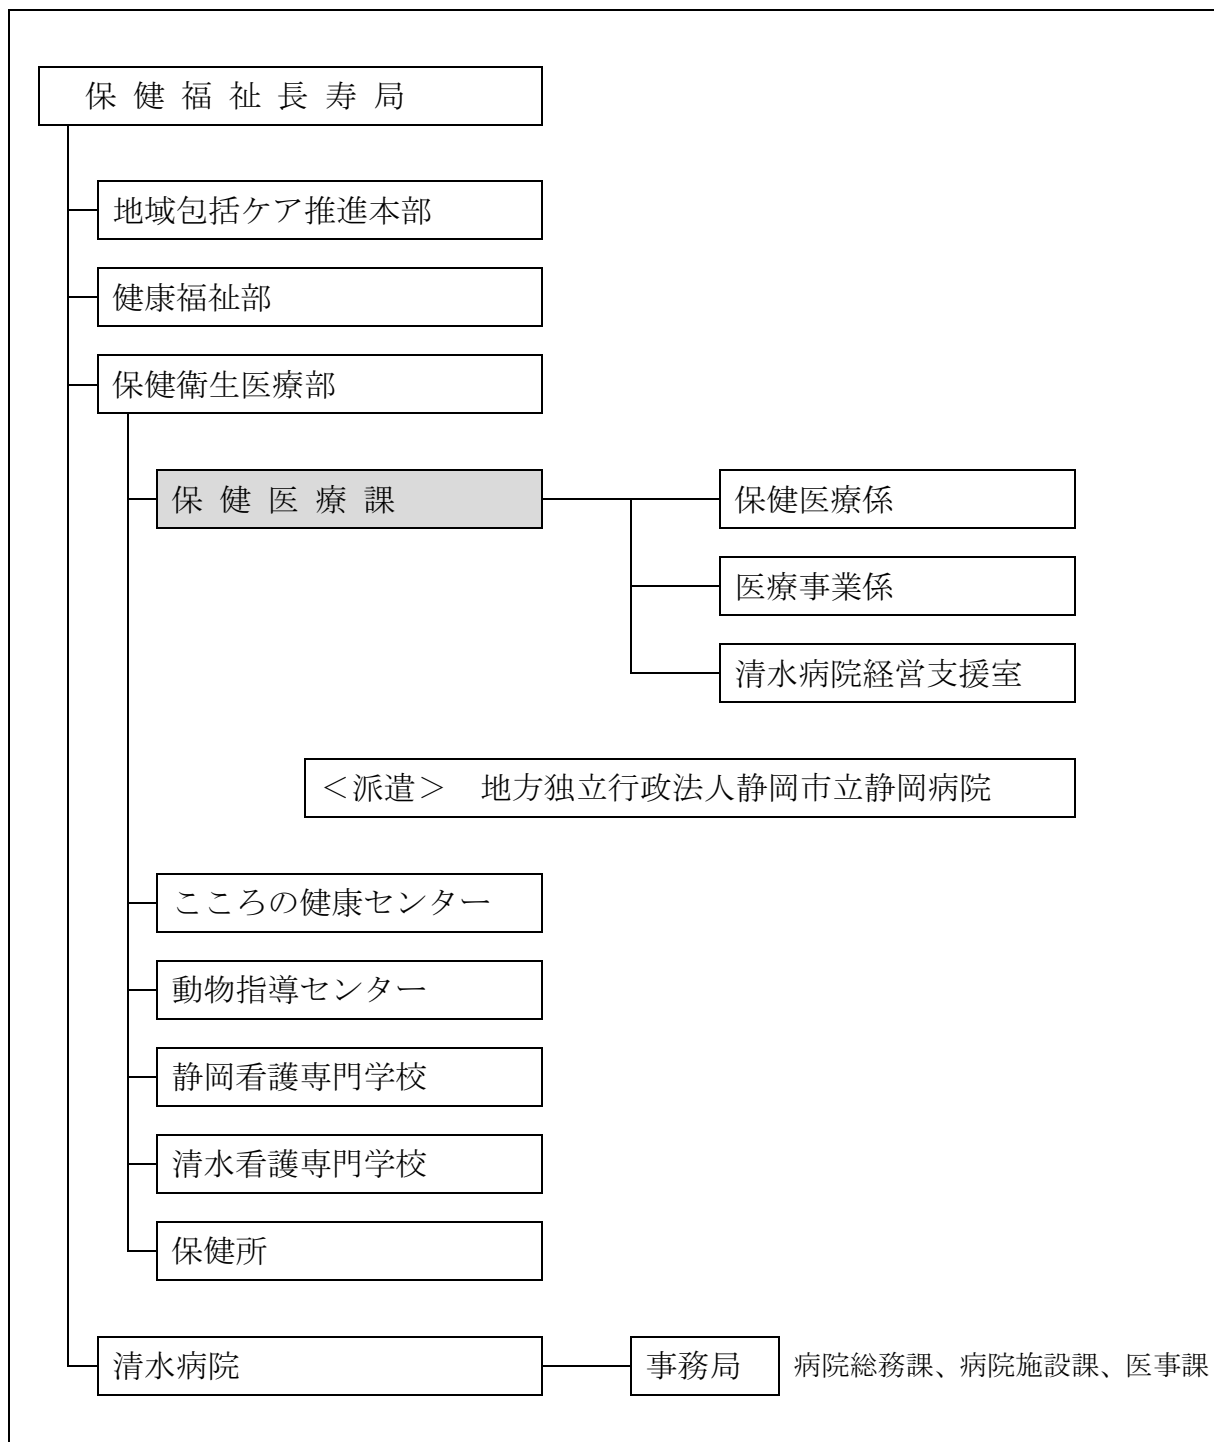 保健福祉長寿局
地域包括ケア推進本部
健康福祉部
保健衛生医療部
保健医療課
保健医療係
医療事業係
清水病院経営支援室
＜派遣＞　地方独立行政法人静岡市立静岡病院
こころの健康センター
動物指導センター
静岡看護専門学校
清水看護専門学校
保健所
清水病院
事務局
病院総務課、病院施設課、医事課